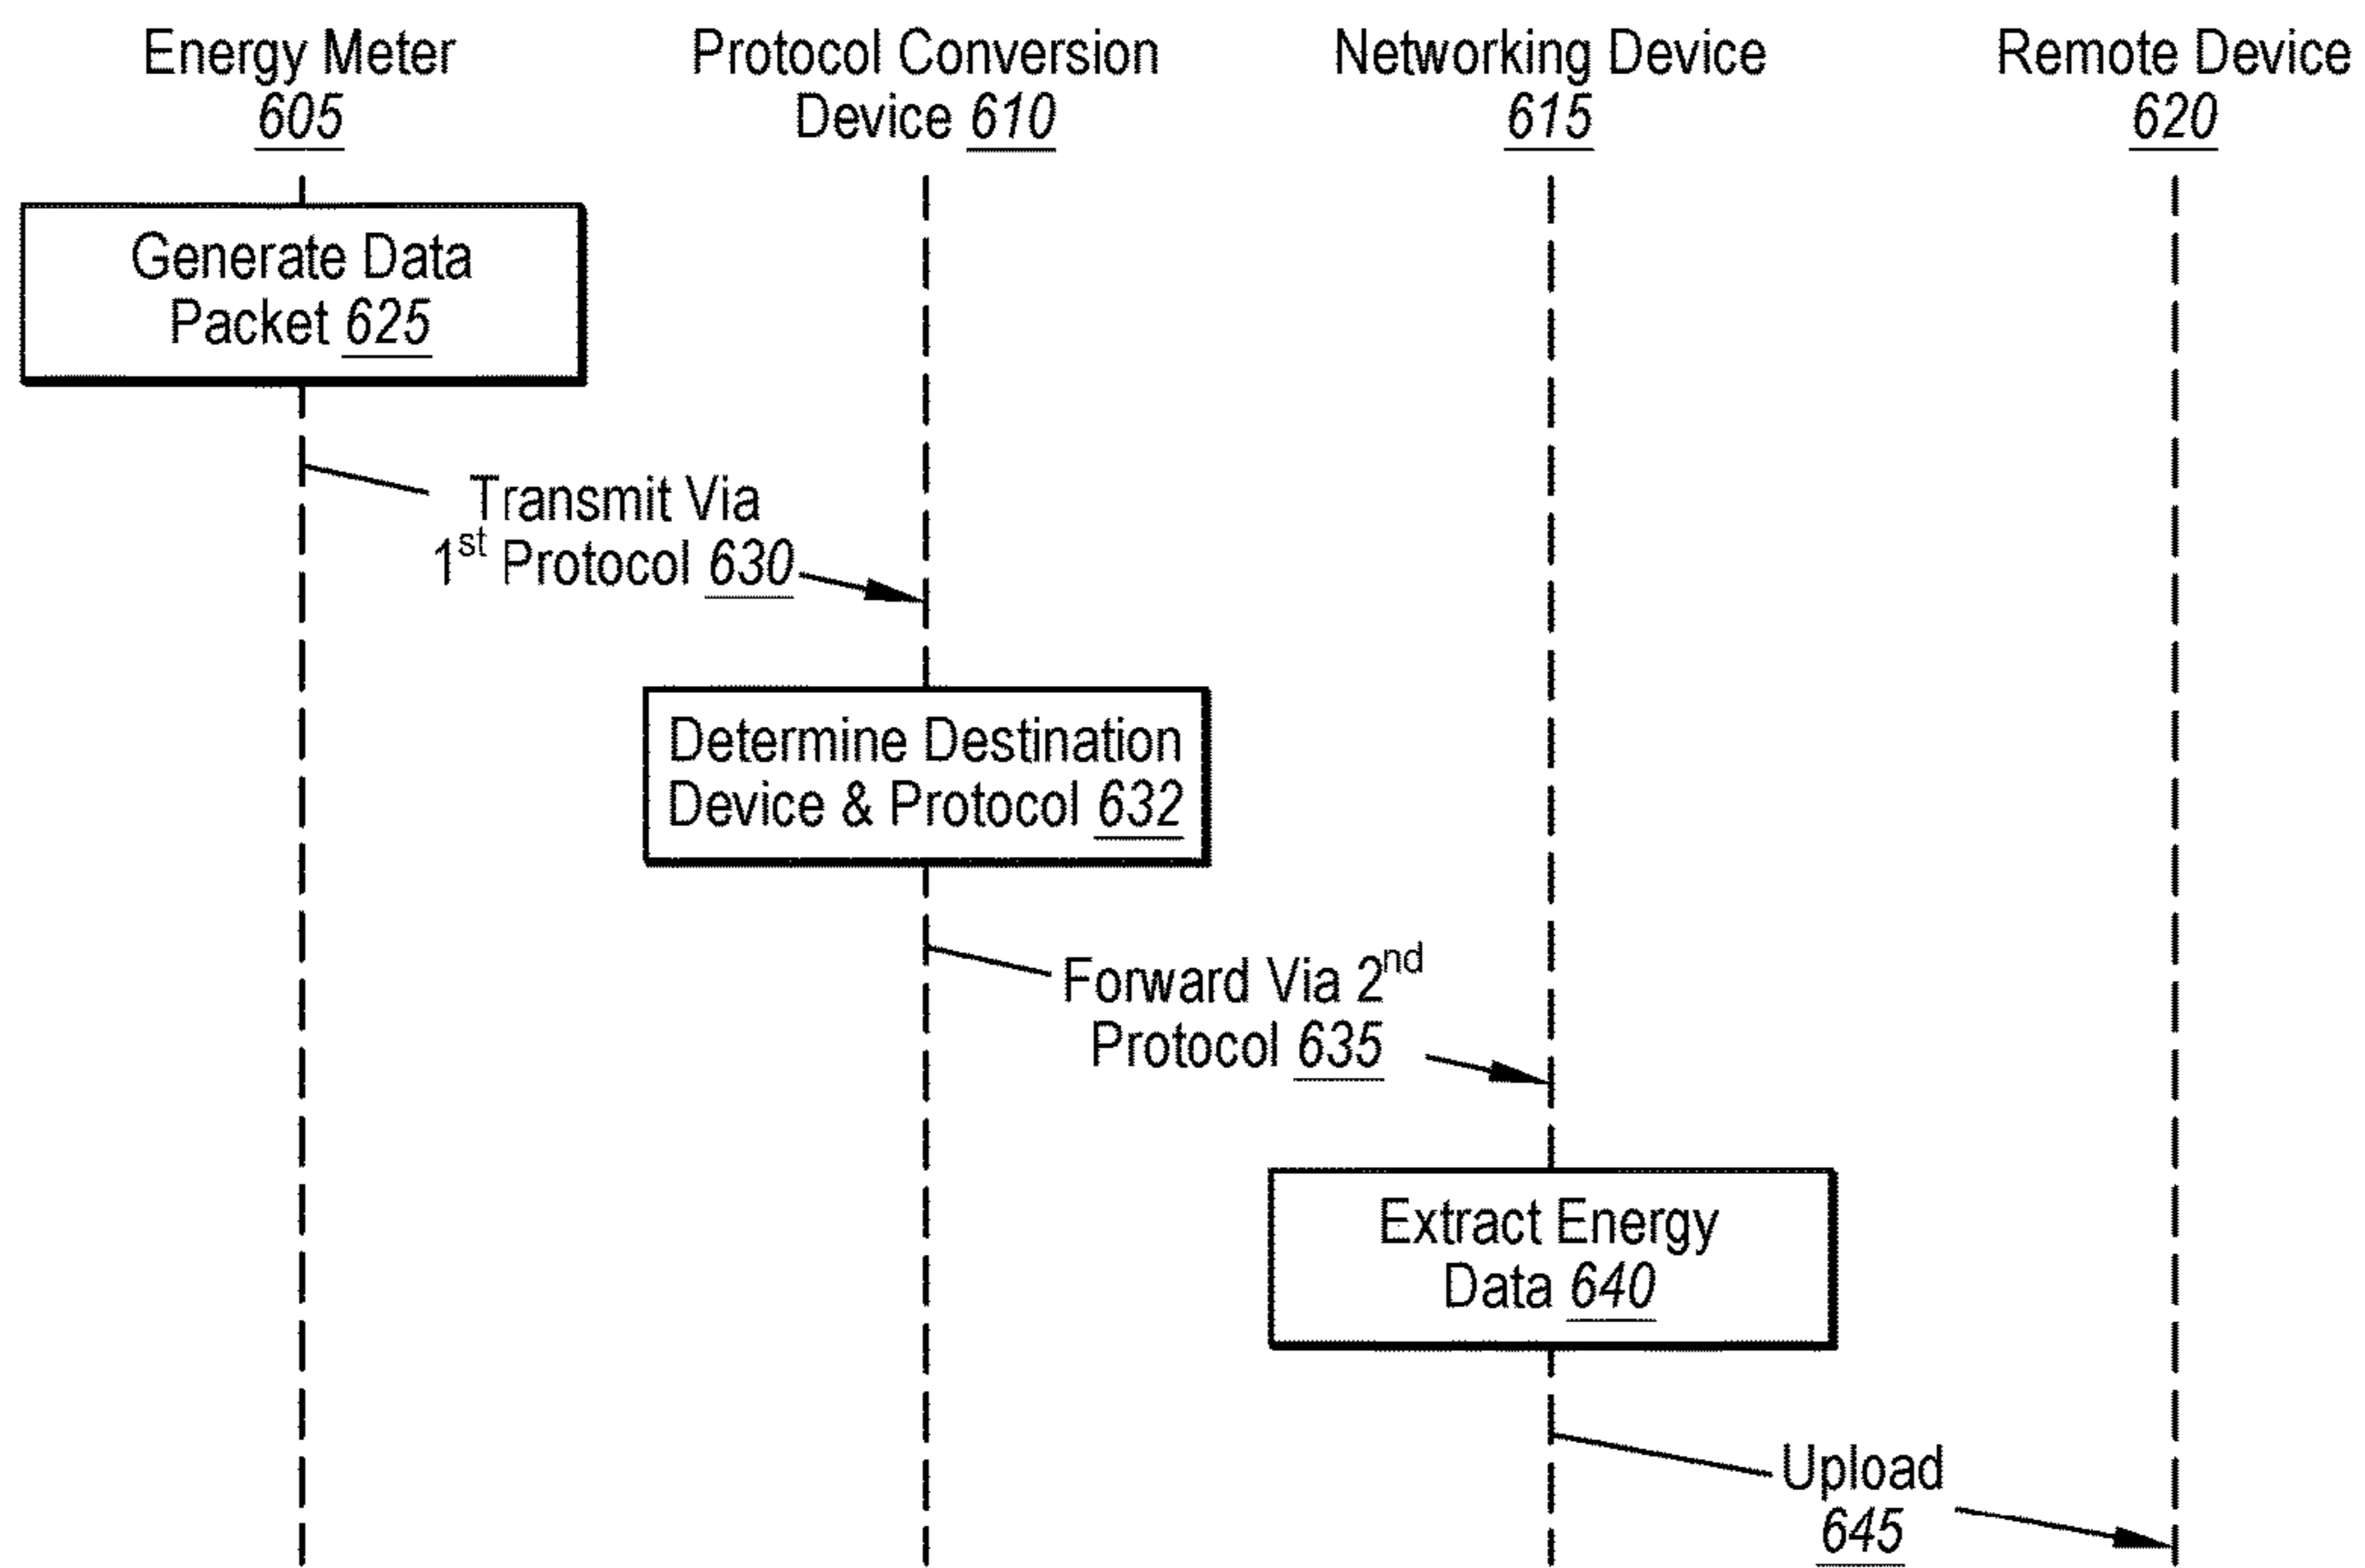 Energy Meter
605
Protocol Conversion
Device 610
Networking Device
615
Remote Device
620
Generate Data
Packet 625
Transmit Via
1st Protocol 630
Determine Destination
Device & Protocol 632
Forward Via 2nd
Protocol 635
Extract Energy
Data 640
Upload
645